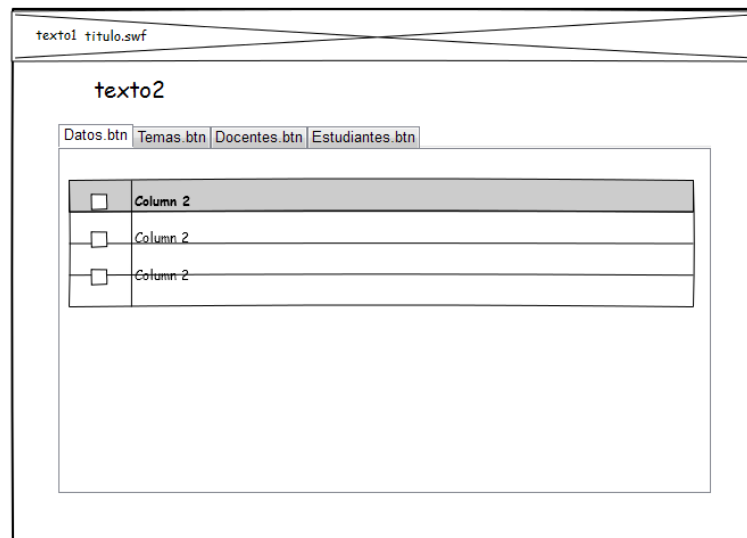 texto1 titulo.swf
texto2
Datos.btn Temas.btn Docentes.btn Estudiantes.btn
Column 2
Column 2
Column 2